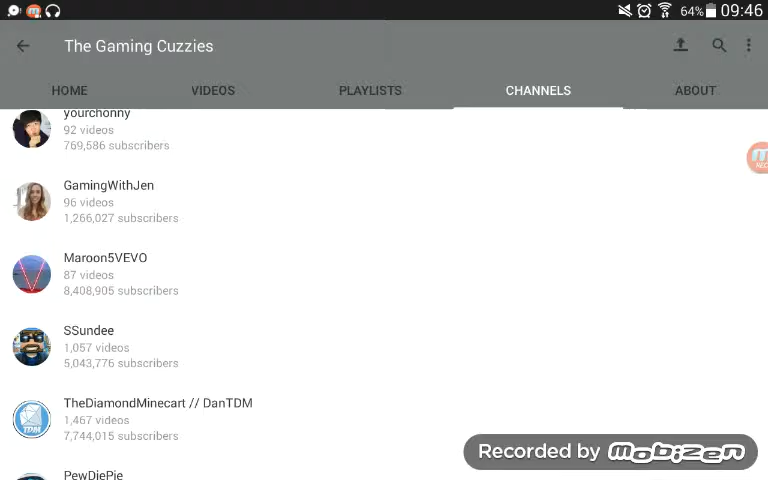 64% 09:46
The Gaming Cuzzies
HOME VIDEOS PLAYLISTS CHANNELS ABOUT
yourchonny
92 videos
769,586 subscribers
GamingWithJen
96 videos
1,266,027 subscribers
Maroon5VEVO
87 videos
8,408,905 subscribers
SSundee
1,057 videos
5,043,776 subscribers
TheDiamondMinecart // DanTDM
1,467 videos
7,744,015 subscribers
TDM
PewDiePie
Recorded by mobizen